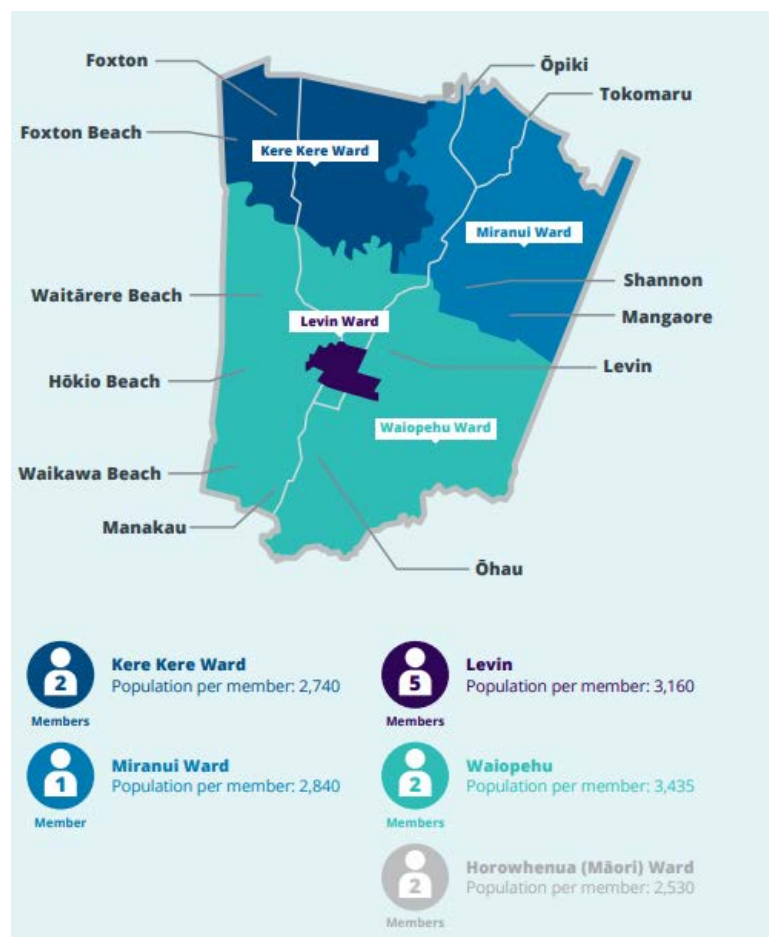 Foxton
Ōpiki
Tokomaru
Foxton Beach
Kere Kere Ward
Miranui Ward
Shannon
Waitārere Beach
Mangaore
Levin Ward
Levin
Hōkio Beach
Waiopehu Ward
Waikawa Beach
Manakau
Ōhau
2
Members
Kere Kere Ward
Population per member: 2,740
5
Members
Levin
Population per member: 3,160
1
Member
Miranui Ward
Population per member: 2,840
2
Members
Waiopehu
Population per member: 3,435
2
Members
Horowhenua (Māori) Ward
Population per member: 2,530